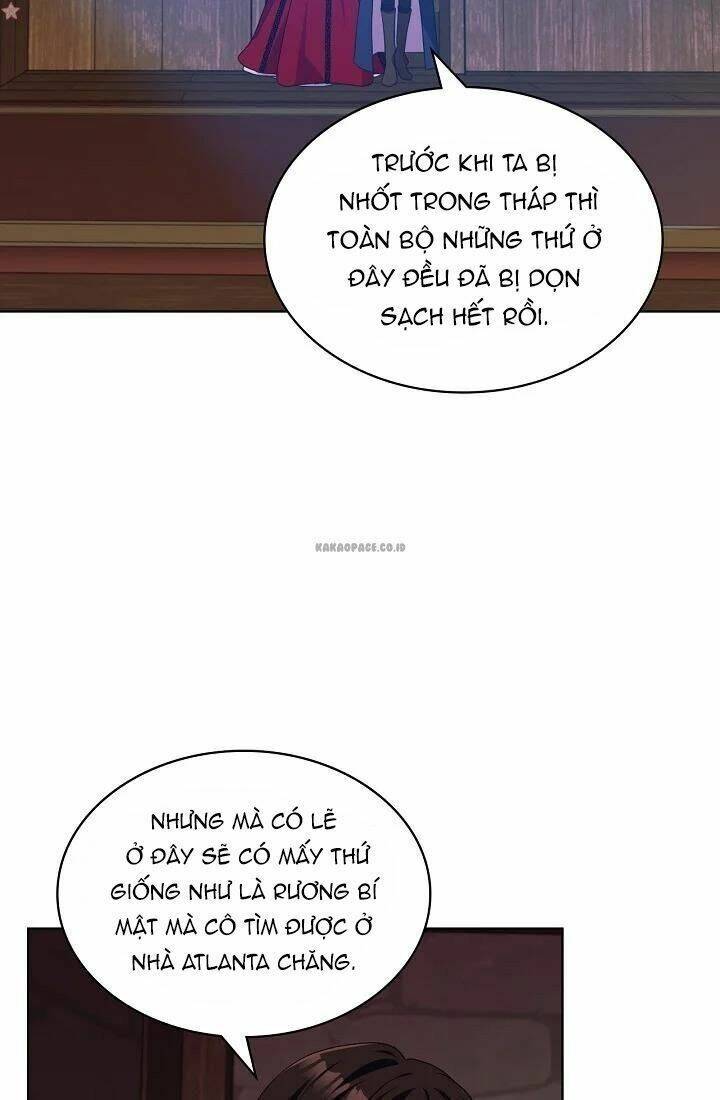 TRƯỚC KHI TA BỊ
NHỐT TRONG THÁP THÌ
TOÀN BỘ NHỮNG THỨ Ở
ĐÂY ĐỀU ĐÃ BỊ DỌN
SẠCH HẾT RỒI.
KAKAOPAGE.CO.ID
NHƯNG MÀ CÓ LẼ
Ở ĐÂY SẼ CÓ MẤY THỨ
GIỐNG NHƯ LÀ RƯƠNG BÍ
MẬT MÀ CÔ TÌM ĐƯỢC Ở
NHÀ ATLANTA CHĂNG.